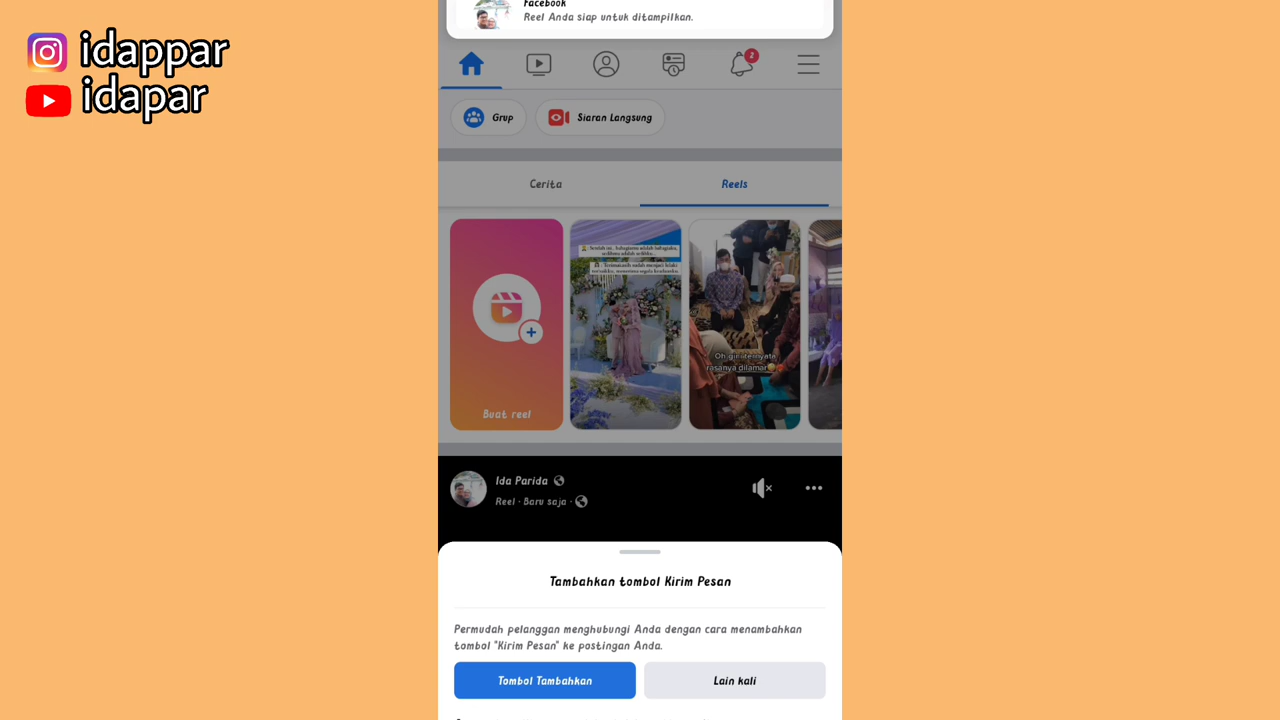 idappar
idapar
Facebook
Reel Anda siap untuk ditampilkan.
2
Grup
Siaran Langsung
Cerita
Reels
Buat reel
Oh gini ternyata
rasanya dilamar
Ida Parida
Reel · Baru saja ·
Tambahkan tombol Kirim Pesan
Permudah pelanggan menghubungi Anda dengan cara menambahkan
tombol "Kirim Pesan" ke postingan Anda.
Tombol Tambahkan
Lain kali